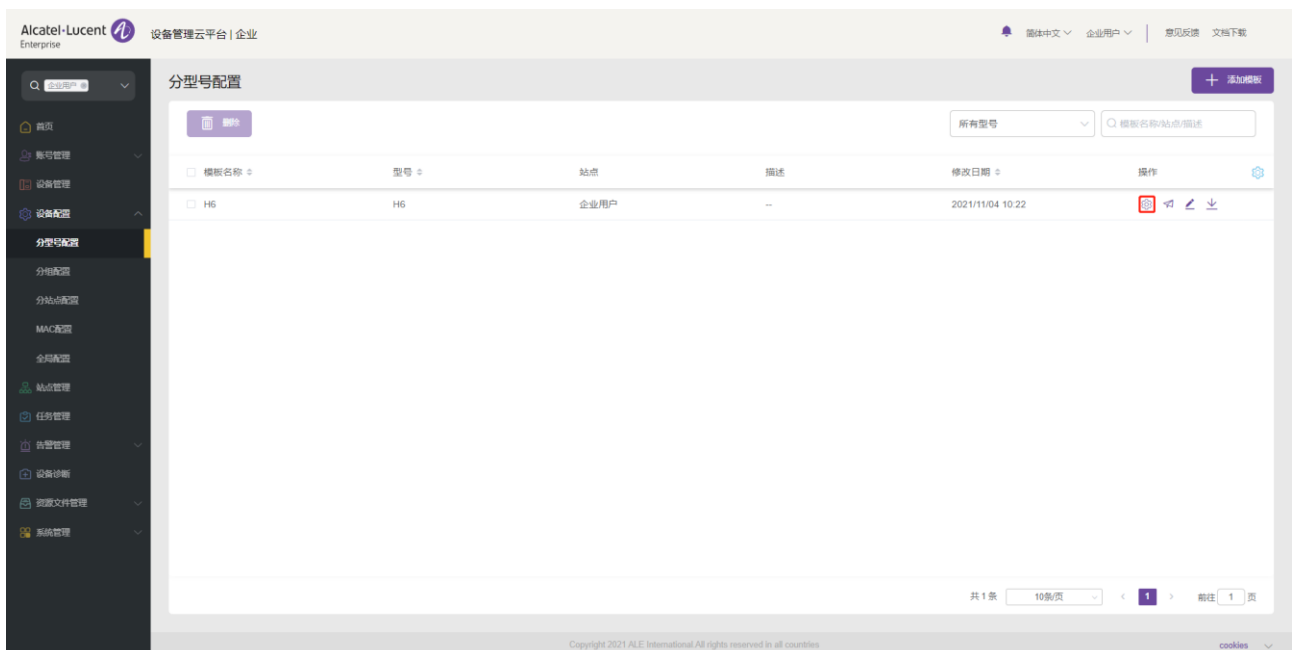 Alcatel·Lucent
Enterprise
设备管理云平台 | 企业
简体中文
企业用户
意见反馈
文档下载
企业用户
分型号配置
添加模板
首页
账号管理
设备管理
设备配置
分型号配置
分组配置
分站点配置
MAC配置
全局配置
站点管理
任务管理
告警管理
设备诊断
资源文件管理
系统管理
删除
所有型号
模板名称/站点/描述
模板名称 型号 站点 描述 修改日期 操作
H6 H6 企业用户 -- 2021/11/04 10:22
共 1 条 10条/页 < 1 > 前往 1 页
Copyright 2021 ALE International.All rights reserved in all countries
cookies